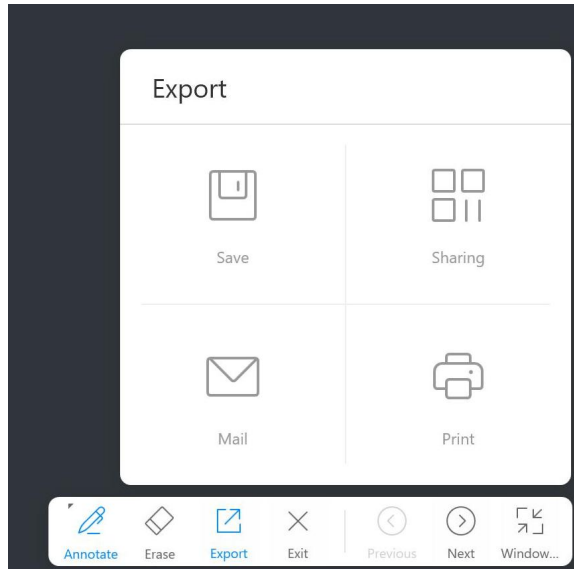 Export
Save
Sharing
Mail
Print
Annotate
Erase
Export
Exit
Previous
Next
Window...